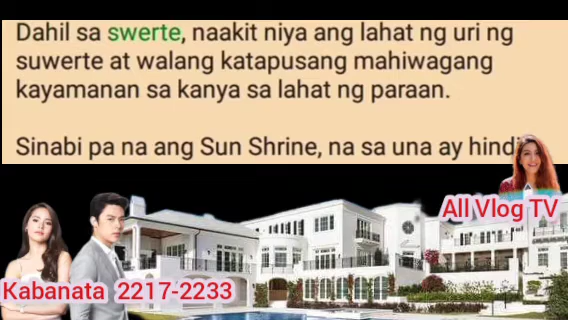 Dahil sa swerte, naakit niya ang lahat ng uri ng
suwerte at walang katapusang mahiwagang
kayamanan sa kanya sa lahat ng paraan.
Sinabi pa na ang Sun Shrine, na sa una ay hindi
All Vlog TV
Kabanata 2217-2233